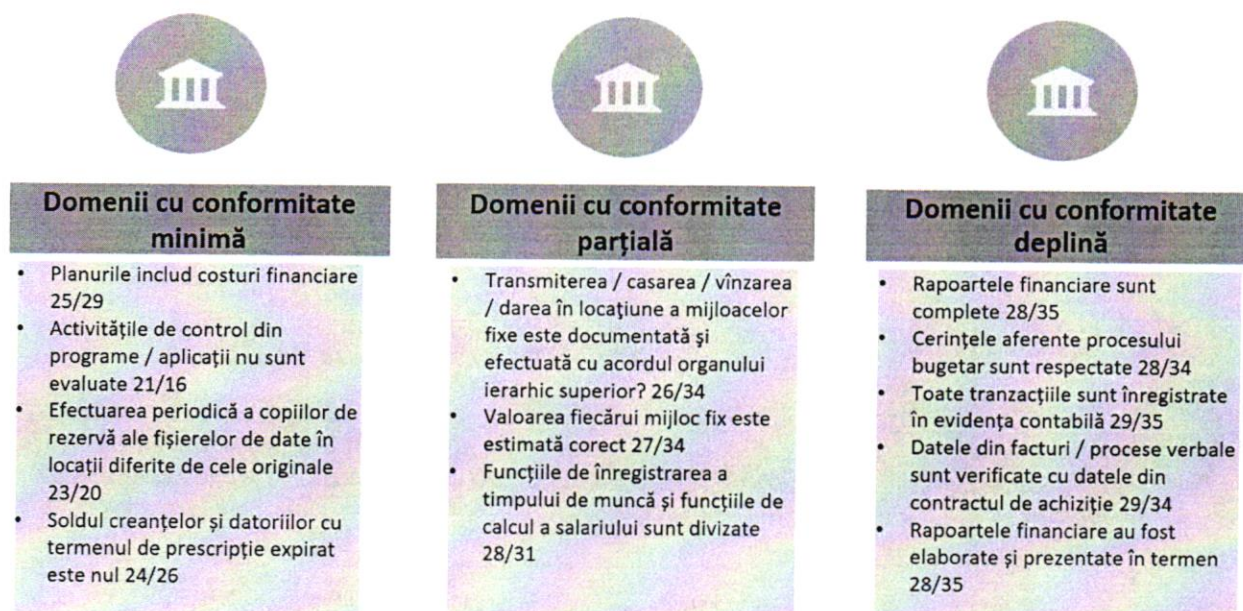 Domenii cu conformitate
minimă
• Planurile includ costuri financiare
25/29
• Activitățile de control din
programe / aplicații nu sunt
evaluate 21/16
• Efectuarea periodică a copiilor de
rezervă ale fișierelor de date în
locații diferite de cele originale
23/20
• Soldul creanțelor și datoriilor cu
termenul de prescripție expirat
este nul 24/26
Domenii cu conformitate
parțială
• Transmiterea / casarea / vînzarea
/ darea în locațiune a mijloacelor
fixe este documentată și
efectuată cu acordul organului
ierarhic superior? 26/34
• Valoarea fiecărui mijloc fix este
estimată corect 27/34
• Funcțiile de înregistrarea a
timpului de muncă și funcțiile de
calcul a salariului sunt divizate
28/31
Domenii cu conformitate
deplină
• Rapoartele financiare sunt
complete 28/35
• Cerințele aferente procesului
bugetar sunt respectate 28/34
• Toate tranzacțiile sunt înregistrate
în evidența contabilă 29/35
• Datele din facturi / procese verbale
sunt verificate cu datele din
contractul de achiziție 29/34
• Rapoartele financiare au fost
elaborate și prezentate în termen
28/35